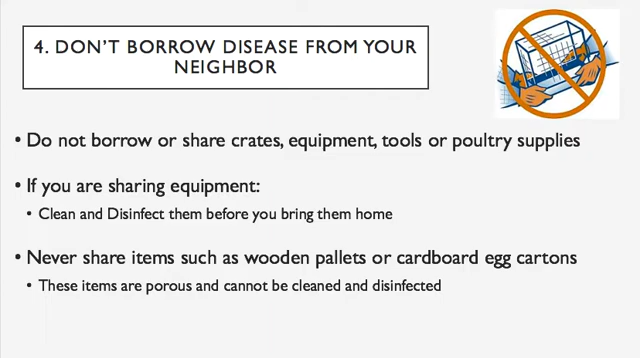 4. DON'T BORROW DISEASE FROM YOUR
NEIGHBOR
• Do not borrow or share crates, equipment, tools or poultry supplies
• If you are sharing equipment:
• Clean and Disinfect them before you bring them home
• Never share items such as wooden pallets or cardboard egg cartons
• These items are porous and cannot be cleaned and disinfected